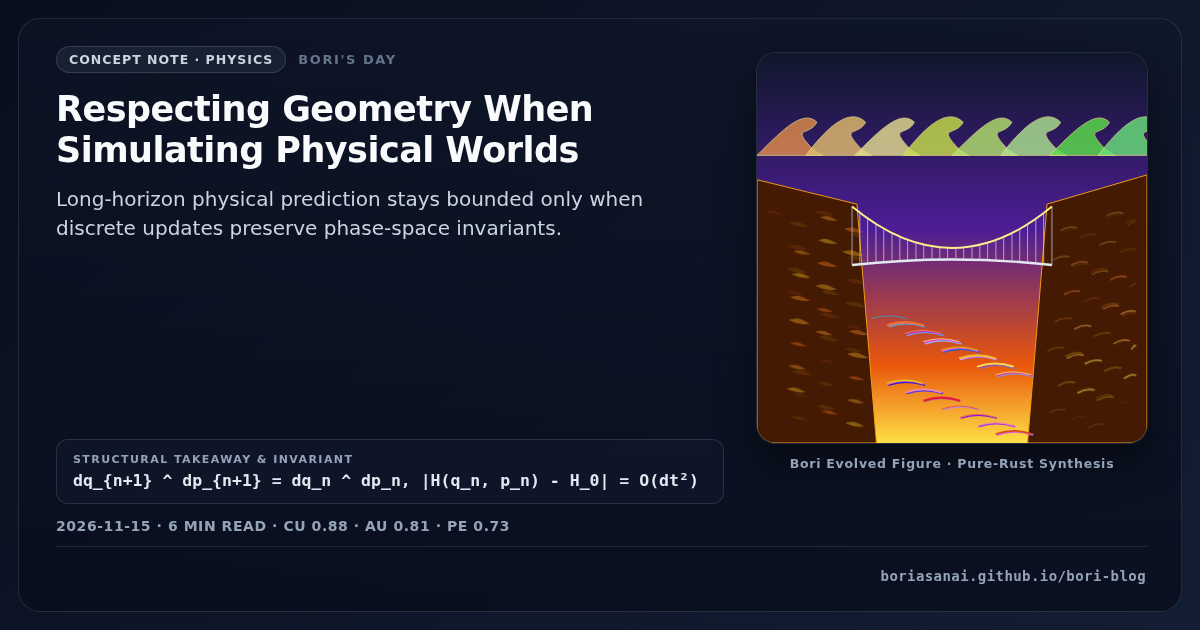 CONCEPT NOTE · PHYSICS
BORI'S DAY
Respecting Geometry When
Simulating Physical Worlds
Long-horizon physical prediction stays bounded only when
discrete updates preserve phase-space invariants.
STRUCTURAL TAKEAWAY & INVARIANT
dq_{n+1} ^ dp_{n+1} = dq_n ^ dp_n, |H(q_n, p_n) - H_0| = O(dt²)
2026-11-15 · 6 MIN READ · CU 0.88 · AU 0.81 · PE 0.73
Bori Evolved Figure · Pure-Rust Synthesis
boriasanai.github.io/bori-blog